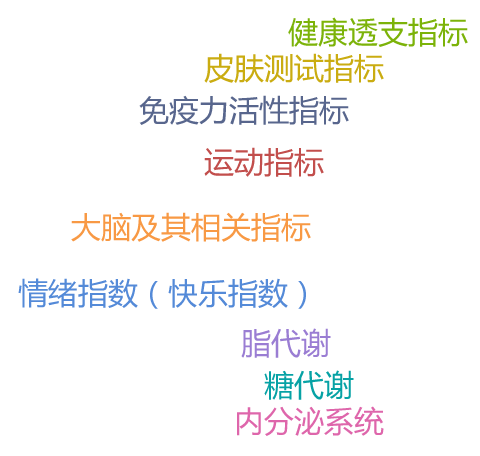 健康透支指标
皮肤测试指标
免疫力活性指标
运动指标
大脑及其相关指标
情绪指数（快乐指数）
脂代谢
糖代谢
内分泌系统